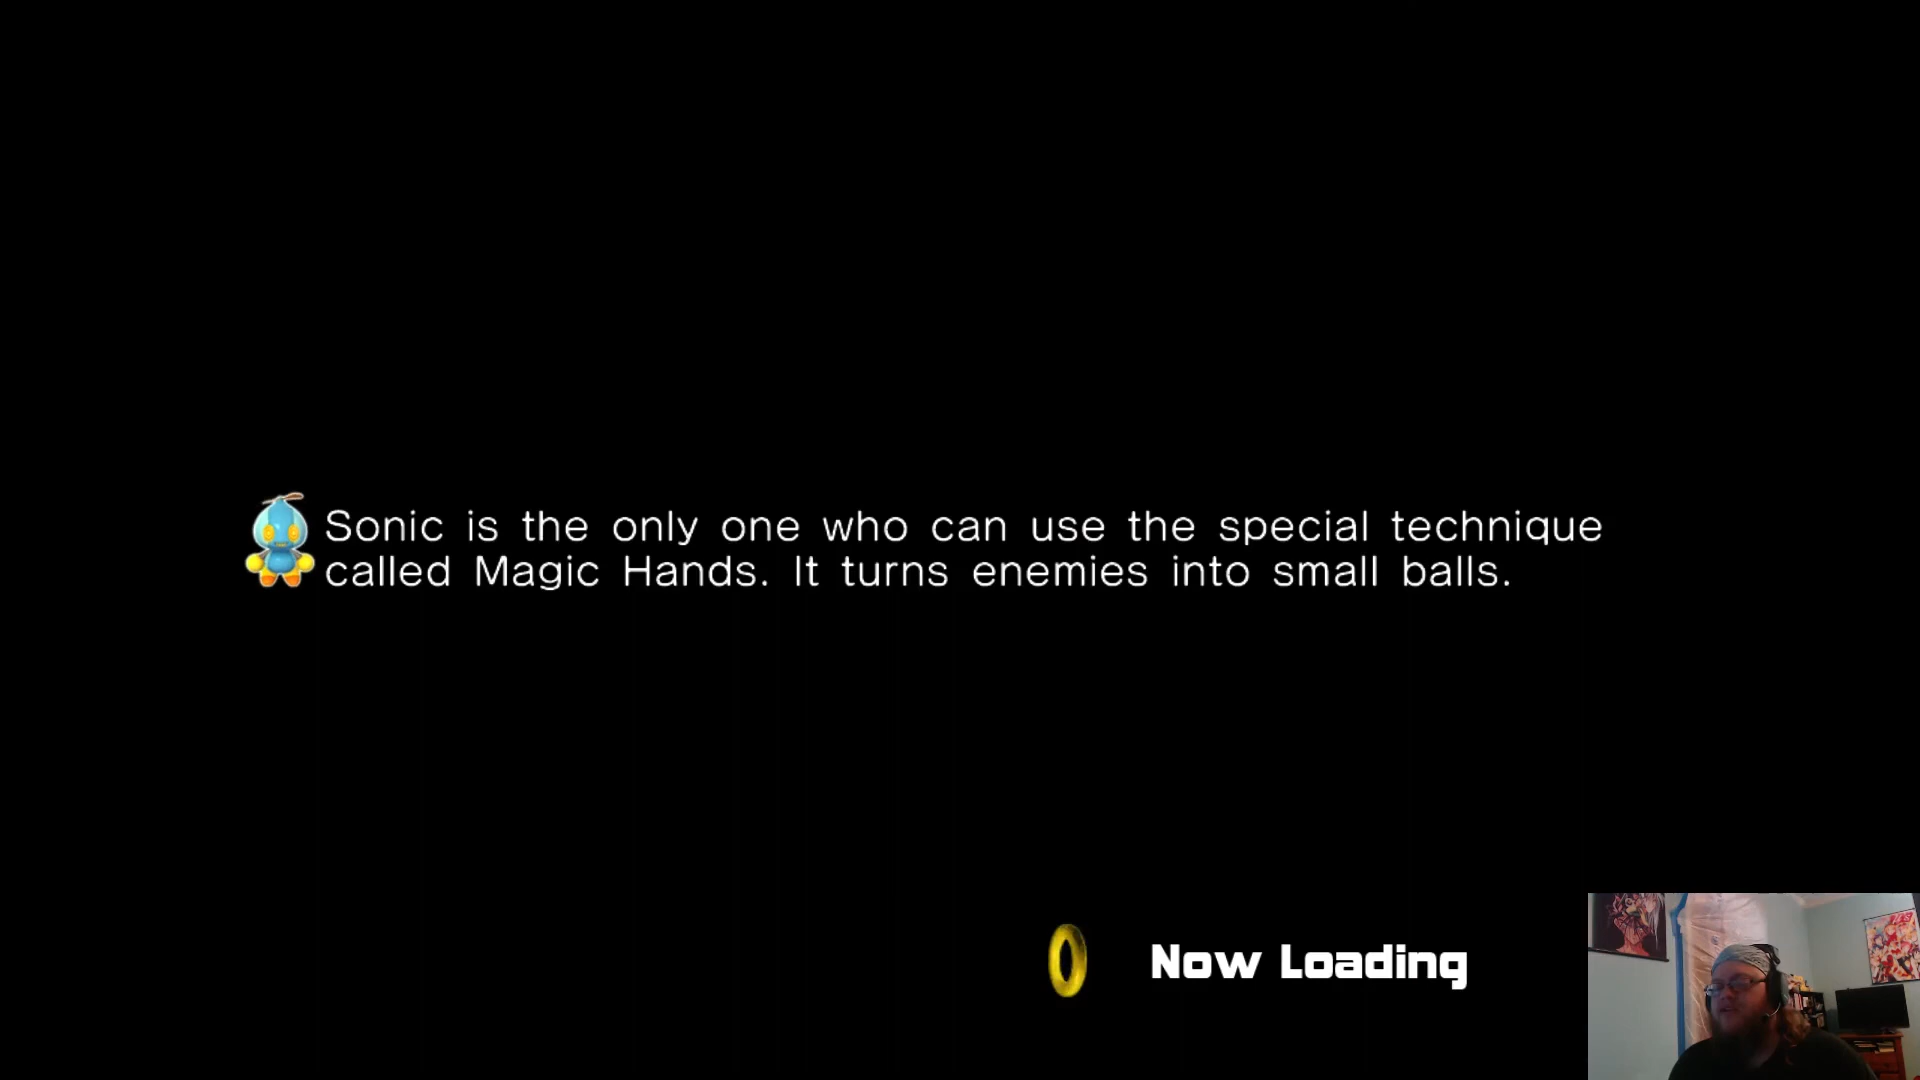 Sonic is the only one who can use the special technique
called Magic Hands. It turns enemies into small balls.
Now Loading